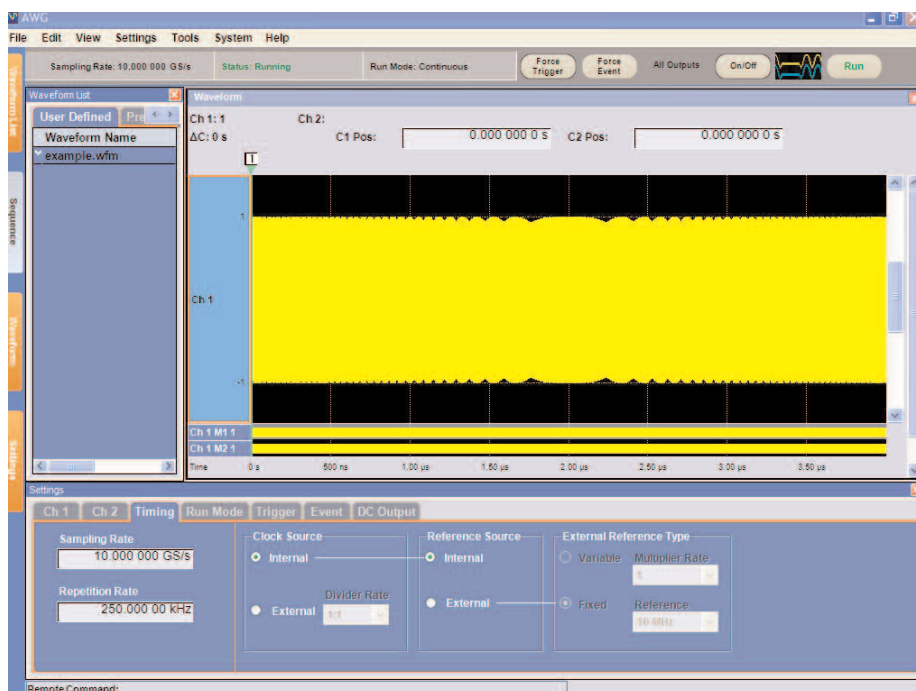 AWG
File Edit View Settings Tools System Help
Sampling Rate: 10.000 000 GS/s Status: Running Run Mode: Continuous Force Trigger Force Event All Outputs On/Off Run
Waveform List
User Defined Pre
Waveform Name
example.wfm
Waveform List
Sequence
Waveform
Settings
Waveform
Ch 1: 1 Ch 2:
ΔC: 0 s C1 Pos: 0.000 000 0 s C2 Pos: 0.000 000 0 s
1
1
Ch 1
-1
Ch 1 M1 1
Ch 1 M2 1
Time 0 s 500 ns 1.00 µs 1.50 µs 2.00 µs 2.50 µs 3.00 µs 3.50 µs
Settings
Ch 1 Ch 2 Timing Run Mode Trigger Event DC Output
Sampling Rate
10.000 000 GS/s
Repetition Rate
250.000 00 kHz
Clock Source
Internal
External
Divider Rate
1:1
Reference Source
Internal
External
External Reference Type
Variable Multiplier Rate
1
Fixed Reference
10 MHz
Remote Command: